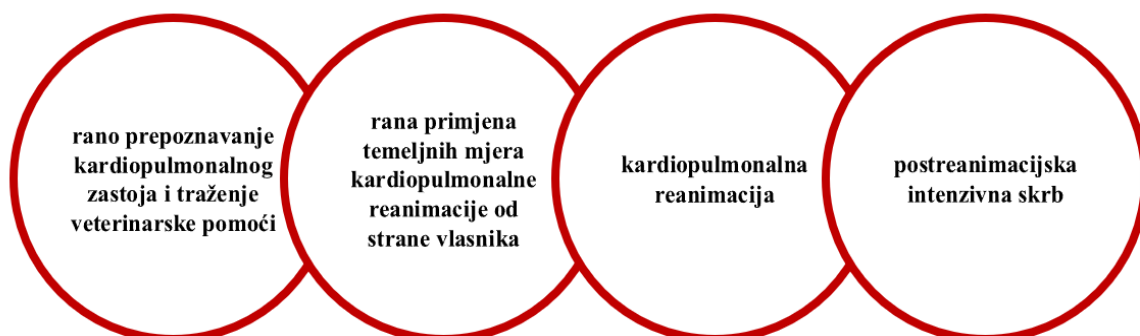 rano prepoznavanje
kardiopulmonalnog
zastoja i traženje
veterinarske pomoći
rana primjena
temeljnih mjera
kardiopulmonalne
reanimacije od
strane vlasnika
kardiopulmonalna
reanimacija
postreanimacijska
intenzivna skrb